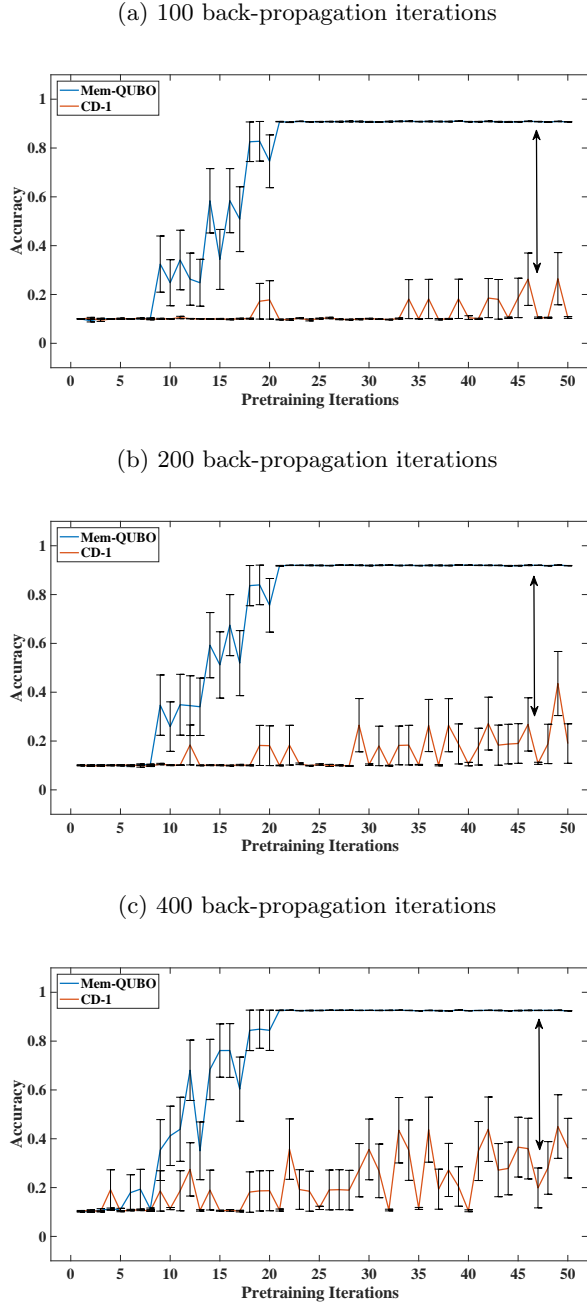 (a) 100 back-propagation iterations
Mem-QUBO
CD-1
1
0.8
0.6
0.4
0.2
0
Accuracy
0 5 10 15 20 25 30 35 40 45 50
Pretraining Iterations
(b) 200 back-propagation iterations
Mem-QUBO
CD-1
1
0.8
0.6
0.4
0.2
0
Accuracy
0 5 10 15 20 25 30 35 40 45 50
Pretraining Iterations
(c) 400 back-propagation iterations
Mem-QUBO
CD-1
1
0.8
0.6
0.4
0.2
0
Accuracy
0 5 10 15 20 25 30 35 40 45 50
Pretraining Iterations